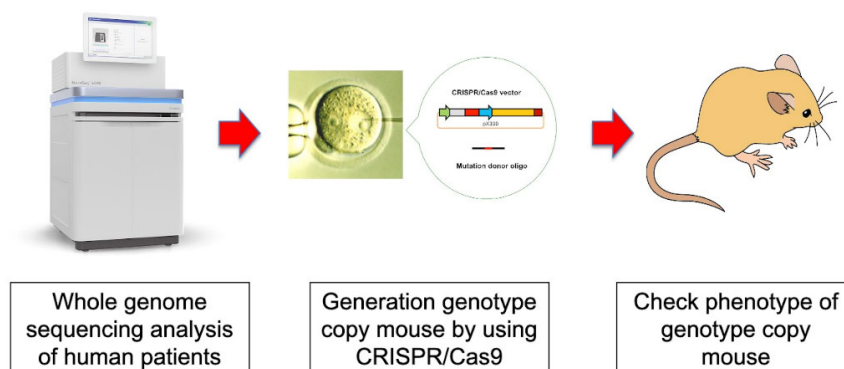 CRISPR/Cas9 vector
pX330
Mutation donor oligo
Whole genome
sequencing analysis
of human patients
Generation genotype
copy mouse by using
CRISPR/Cas9
Check phenotype of
genotype copy
mouse